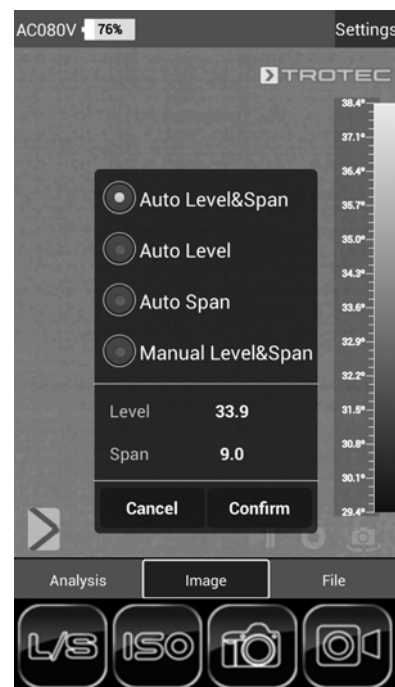 AC080V 76% Settings
TROTEC
38.4°
37.1°
36.4°
35.7°
35.0°
34.3°
33.6°
32.9°
32.2°
31.5°
30.8°
30.1°
29.4°
Auto Level&Span
Auto Level
Auto Span
Manual Level&Span
Level 33.9
Span 9.0
Cancel Confirm
Analysis Image File
L/S ISO